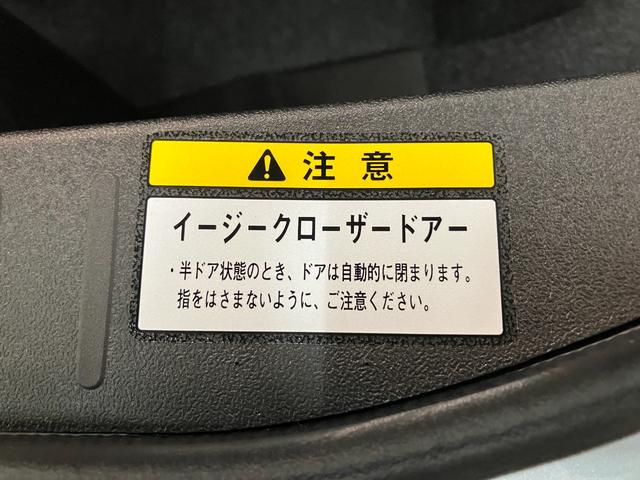 注意
イージークローザードアー
・半ドア状態のとき、ドアは自動的に閉まります。
指をはさまないように、ご注意ください。